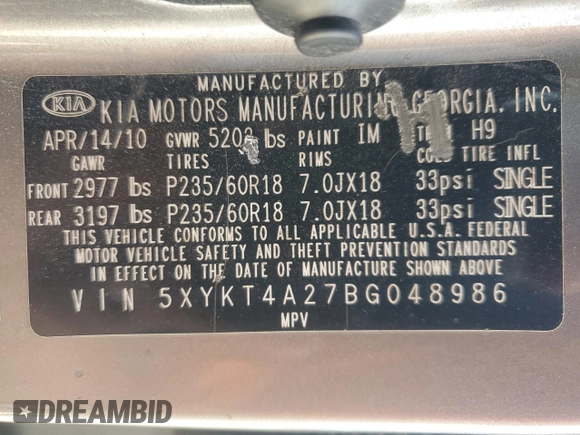 MANUFACTURED BY
KIA KIA MOTORS MANUFACTURING GEORGIA, INC.
APR/14/10 GVWR lbs PAINT IM H9
GAWR TIRES RIMS COLD TIRE INFL
FRONT 2977 lbs P235/60R18 7.0JX18 33psi SINGLE
REAR 3197 lbs P235/60R18 7.0JX18 33psi SINGLE
THIS VEHICLE CONFORMS TO ALL APPLICABLE U.S.A. FEDERAL
MOTOR VEHICLE SAFETY AND THEFT PREVENTION STANDARDS
IN EFFECT ON THE DATE OF MANUFACTURE SHOWN ABOVE
VIN 5XYKT4A27BG048986
MPV
DREAMBID